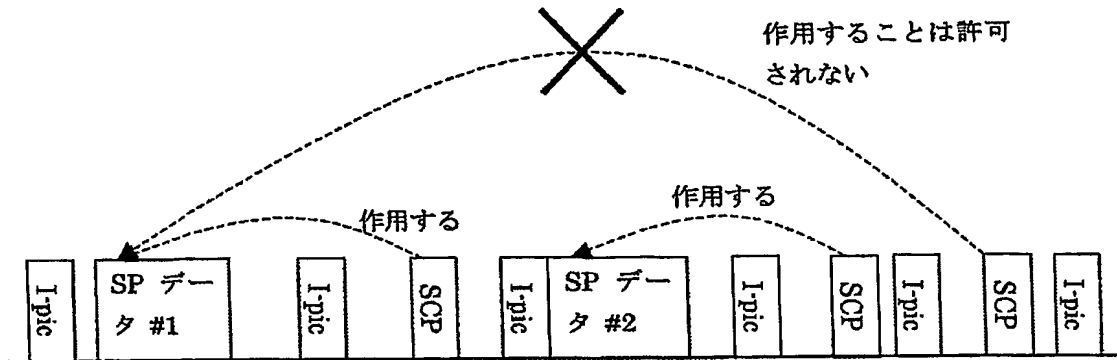 作用することは許可
されない
作用する
作用する
I-pic
SP デー
タ #1
I-pic
SCP
I-pic
SP デー
タ #2
I-pic
SCP
I-pic
SCP
I-pic